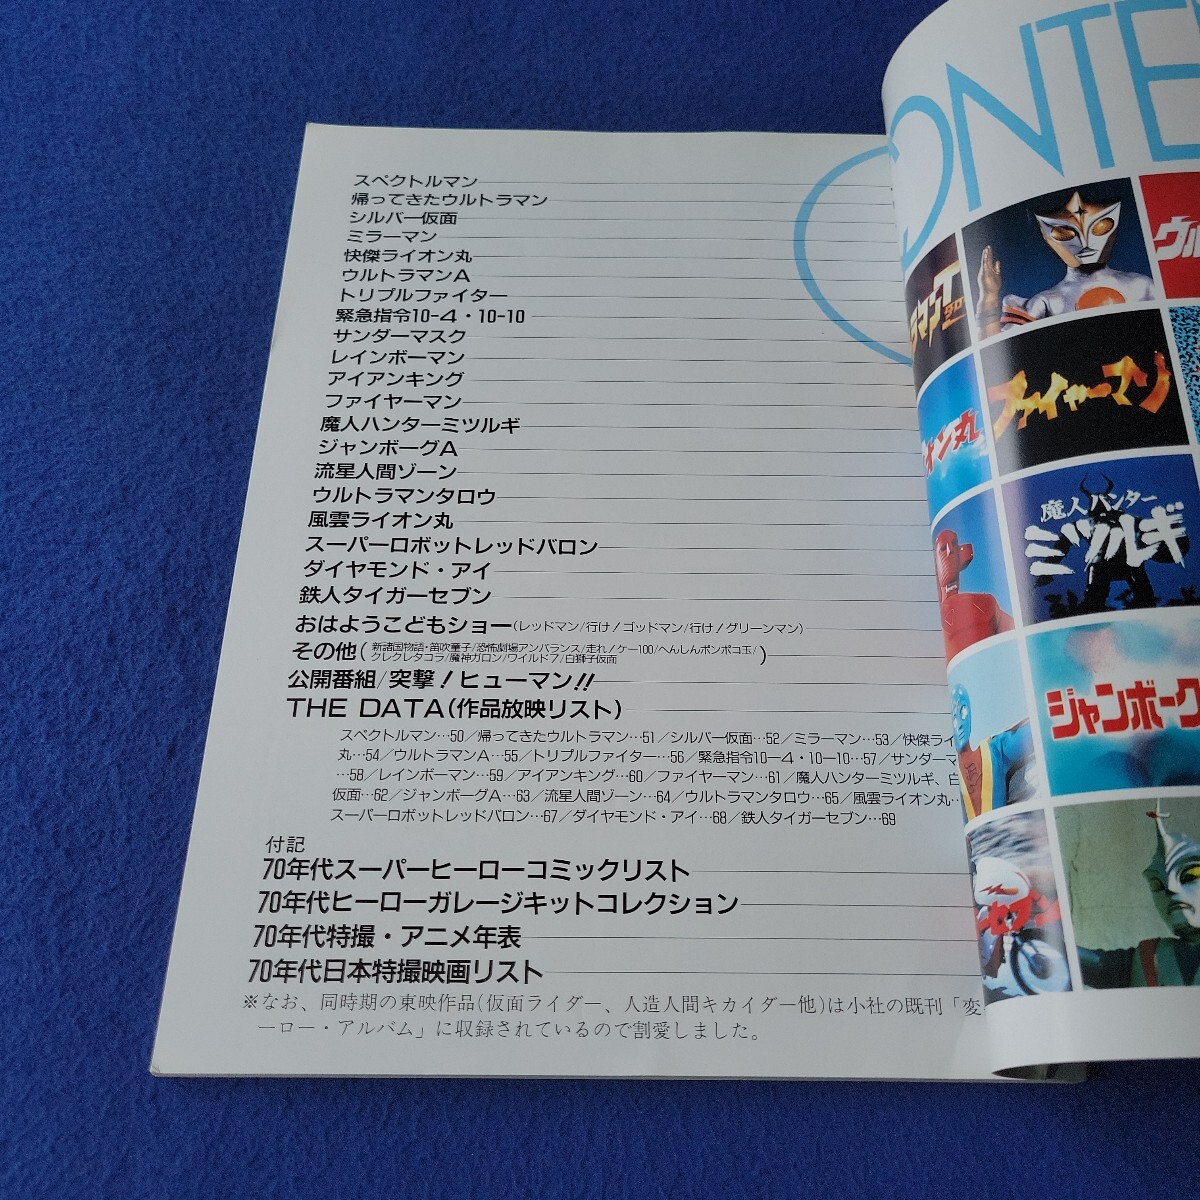 CONTE
スペクトルマン
帰ってきたウルトラマン
シルバー仮面
ミラーマン
快傑ライオン丸
ウルトラマンA
トリプルファイター
緊急指令10-4・10-10
サンダーマスク
レインボーマン
アイアンキング
ファイヤーマン
魔人ハンターミツルギ
ジャンボーグA
流星人間ゾーン
ウルトラマンタロウ
風雲ライオン丸
スーパーロボットレッドバロン
ダイヤモンド・アイ
鉄人タイガーセブン
おはようこどもショー(レッドマン/行け!ゴッドマン/行け!グリーンマン)
その他(新諸国物語・笛吹童子/恐怖劇場アンバランス/走れ!ケー100/へんしんポンポコ玉/
クレクレタコラ/魔神ガロン/ワイルド7/白獅子仮面)
公開番組/突撃!ヒューマン!!
THE DATA(作品放映リスト)
スペクトルマン…50/帰ってきたウルトラマン…51/シルバー仮面…52/ミラーマン…53/快傑ライ
丸…54/ウルトラマンA…55/トリプルファイター…56/緊急指令10-4・10-10…57/サンダーマ
…58/レインボーマン…59/アイアンキング…60/ファイヤーマン…61/魔人ハンターミツルギ、白
仮面…62/ジャンボーグA…63/流星人間ゾーン…64/ウルトラマンタロウ…65/風雲ライオン丸…
スーパーロボットレッドバロン…67/ダイヤモンド・アイ…68/鉄人タイガーセブン…69
付記
70年代スーパーヒーローコミックリスト
70年代ヒーローガレージキットコレクション
70年代特撮・アニメ年表
70年代日本特撮映画リスト
※なお、同時期の東映作品(仮面ライダー、人造人間キカイダー他)は小社の既刊「変
ーロー・アルバム」に収録されているので割愛しました。
ラマン
ウル
ファイヤーマン
オン丸
魔人ハンター
ミツルギ
ジャンボーグ
ーセブン